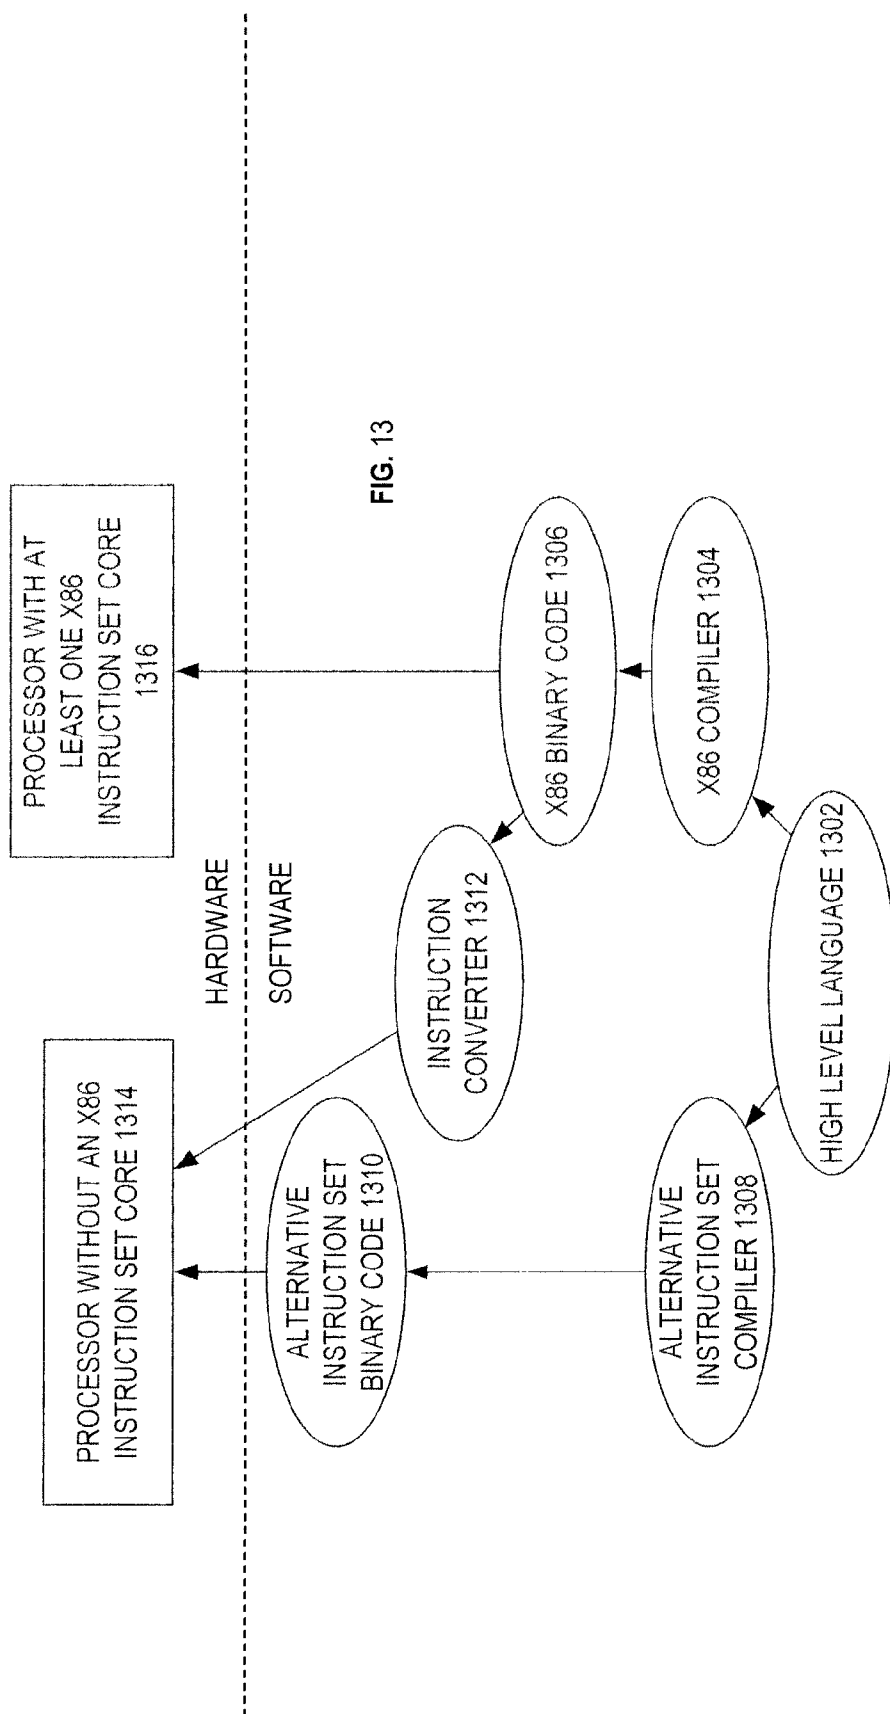 PROCESSOR WITHOUT AN X86
INSTRUCTION SET CORE 1314
PROCESSOR WITH AT
LEAST ONE X86
INSTRUCTION SET CORE
1316
HARDWARE
SOFTWARE
ALTERNATIVE
INSTRUCTION SET
BINARY CODE 1310
INSTRUCTION
CONVERTER 1312
FIG. 13
X86 BINARY CODE 1306
ALTERNATIVE
INSTRUCTION SET
COMPILER 1308
X86 COMPILER 1304
HIGH LEVEL LANGUAGE 1302